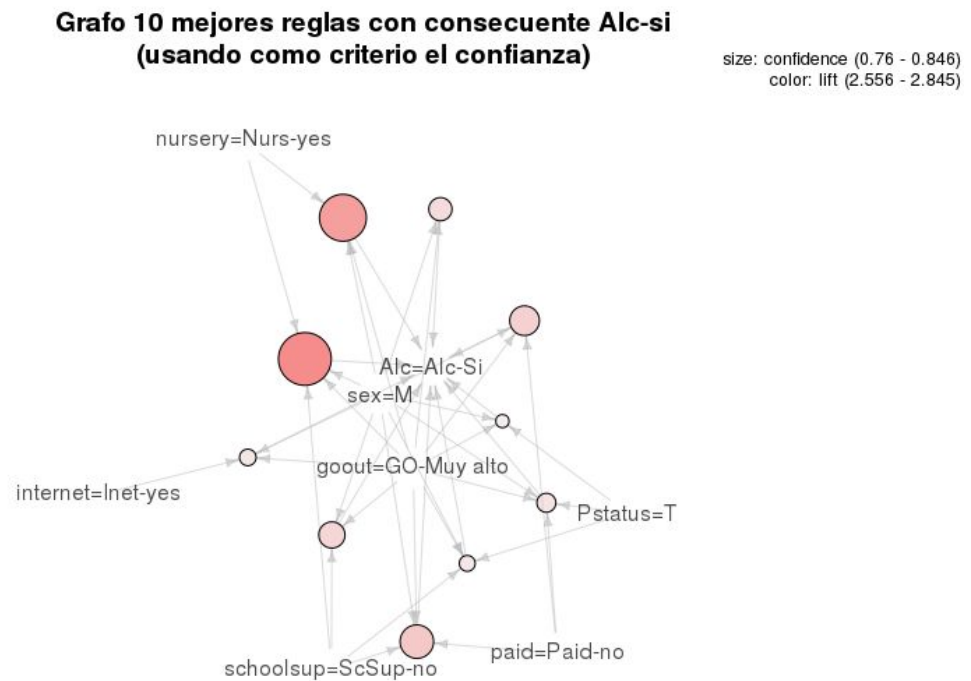 Grafo 10 mejores reglas con consecuente Alc-si
(usando como criterio el confianza)
size: confidence (0.76 - 0.846)
color: lift (2.556 - 2.845)
nursery=Nurs-yes
Alc=Alc-Si
sex=M
goout=GO-Muy alto
internet=Inet-yes
Pstatus=T
paid=Paid-no
schoolsup=ScSup-no